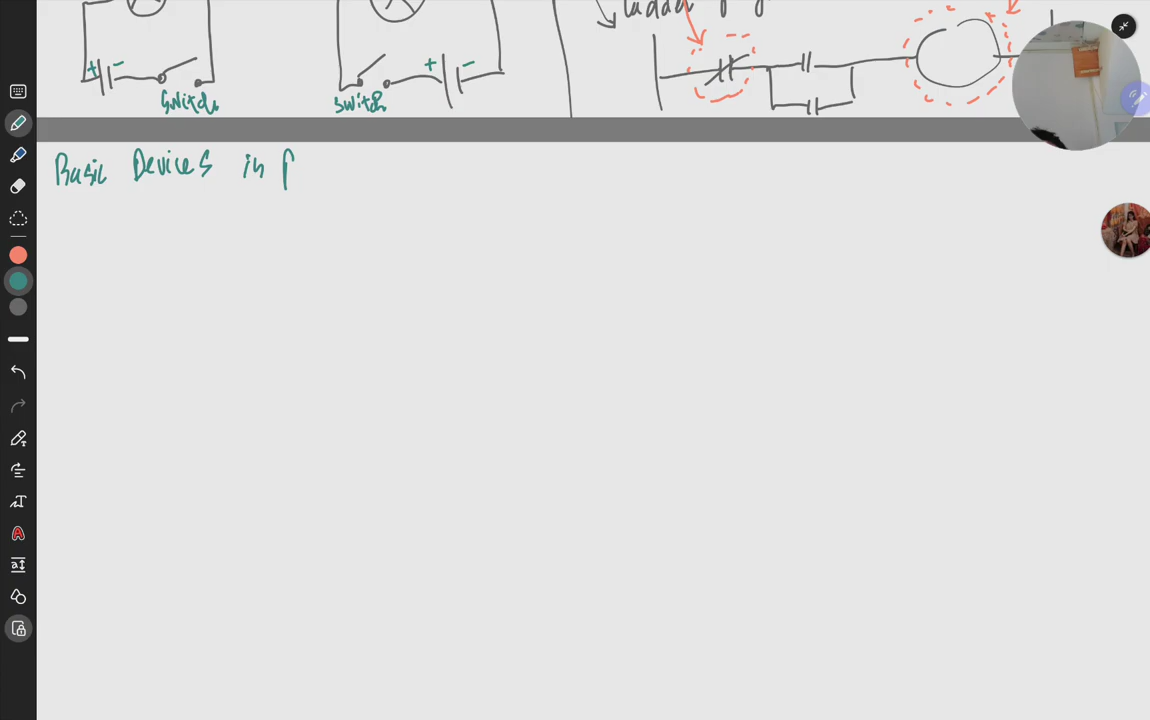 + -
Switch
Switch
+ -
Basic Devices in P